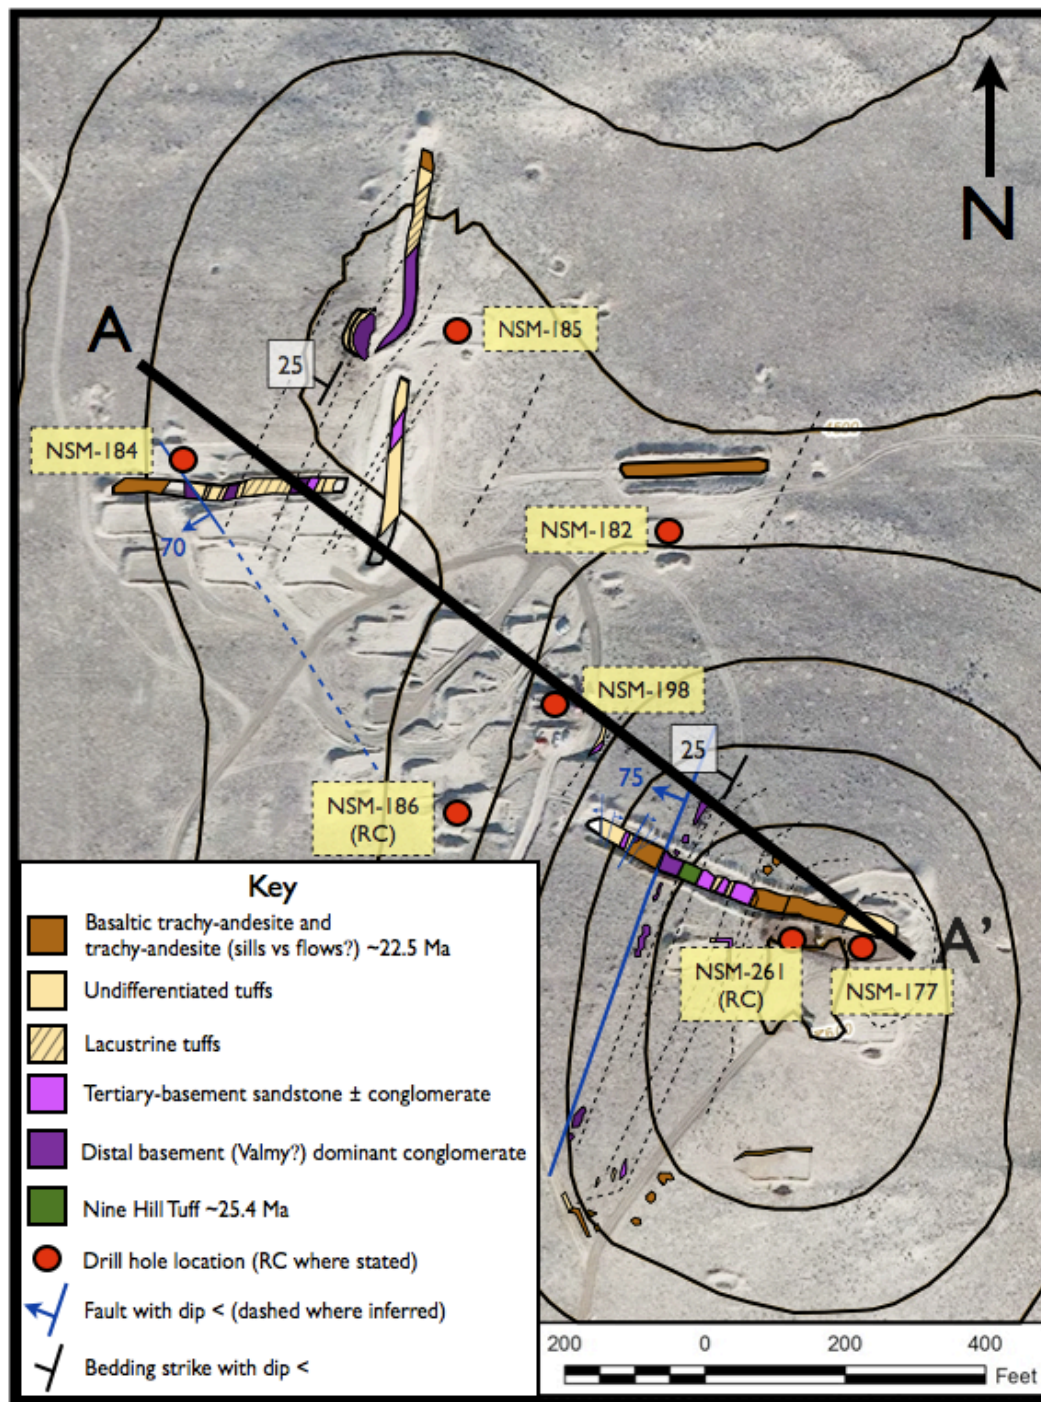 N
A
NSM-185
25
NSM-184
4500
70
NSM-182
NSM-198
25
75
NSM-186
(RC)
A'
NSM-261
(RC)
NSM-177
Key
Basaltic trachy-andesite and
trachy-andesite (sills vs flows?) ~22.5 Ma
Undifferentiated tuffs
Lacustrine tuffs
Tertiary-basement sandstone ± conglomerate
Distal basement (Valmy?) dominant conglomerate
Nine Hill Tuff ~25.4 Ma
Drill hole location (RC where stated)
Fault with dip < (dashed where inferred)
Bedding strike with dip <
200 0 200 400
Feet